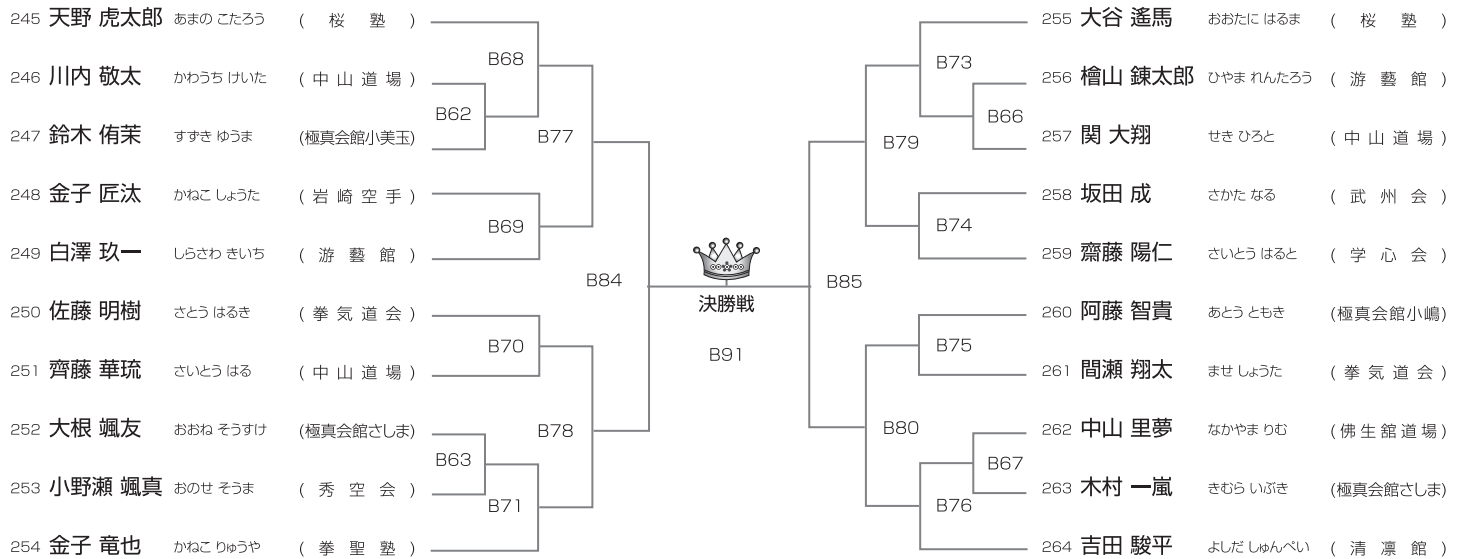 245 天野 虎太郎 あまの こたろう ( 桜 塾 )
B68
246 川内 敬太 かわうち けいた ( 中 山 道 場 )
B62
247 鈴木 侑茉 すずき ゆうま (極真会館小美玉)
B77
248 金子 匠汰 かねこ しょうた ( 岩 崎 空 手 )
B69
249 白澤 玖一 しらさわ きいち ( 游 藝 館 )
B84
250 佐藤 明樹 さとう はるき ( 拳 気 道 会 )
B70
251 齊藤 華琉 さいとう はる ( 中 山 道 場 )
252 大根 颯友 おおね そうすけ (極真会館さしま)
B78
B63
253 小野瀬 颯真 おのせ そうま ( 秀 空 会 )
B71
254 金子 竜也 かねこ りゅうや ( 拳 聖 塾 )
決勝戦
B91
255 大谷 遙馬 おおたに はるま ( 桜 塾 )
B73
256 檜山 錬太郎 ひやま れんたろう ( 游 藝 館 )
B66
257 関 大翔 せき ひろと ( 中 山 道 場 )
B79
258 坂田 成 さかた なる ( 武 州 会 )
B74
259 齋藤 陽仁 さいとう はると ( 学 心 会 )
B85
260 阿藤 智貴 あとう ともき (極真会館小嶋)
B75
261 間瀬 翔太 ませ しょうた ( 拳 気 道 会 )
262 中山 里夢 なかやま りむ ( 佛 生 舘 道 場 )
B80
B67
263 木村 一嵐 きむら いぶき (極真会館さしま)
B76
264 吉田 駿平 よしだ しゅんぺい ( 清 凛 館 )